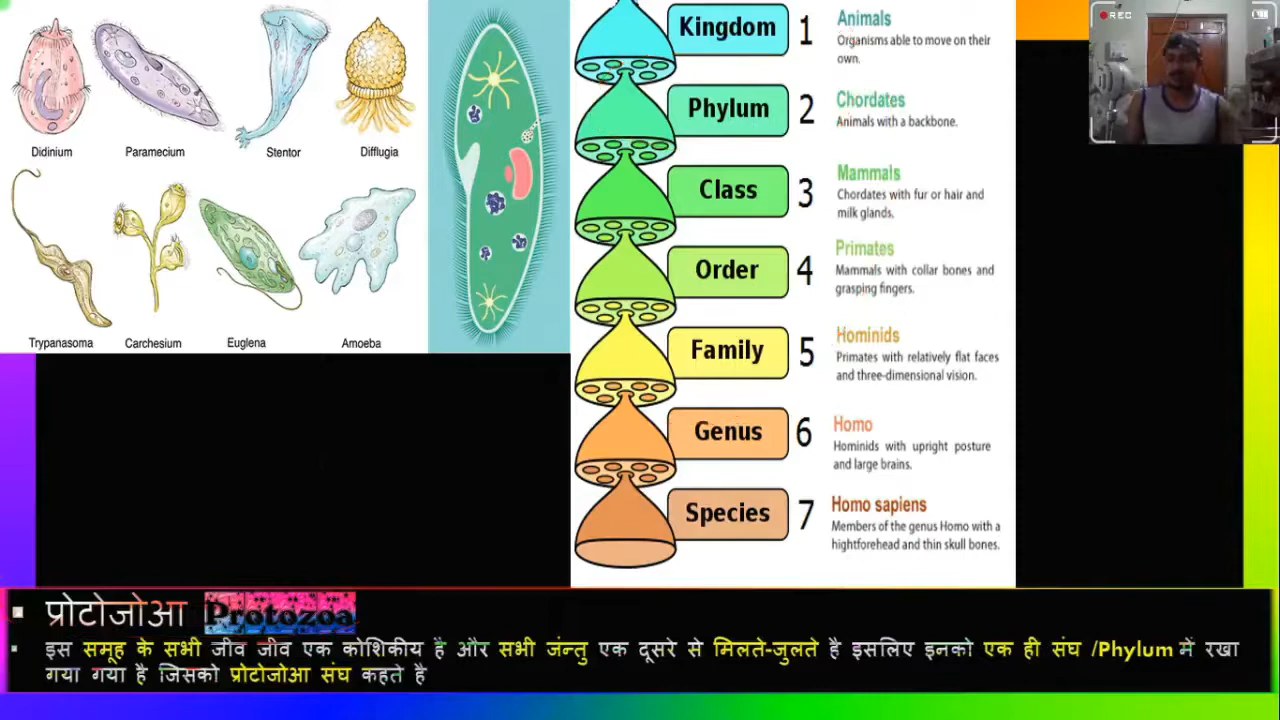 Didinium
Paramecium
Stentor
Difflugia
Trypanasoma
Carchesium
Euglena
Amoeba
Kingdom 1
Animals
Organisms able to move on their
own.
Phylum 2
Chordates
Animals with a backbone.
Class 3
Mammals
Chordates with fur or hair and
milk glands.
Order 4
Primates
Mammals with collar bones and
grasping fingers.
Family 5
Hominids
Primates with relatively flat faces
and three-dimensional vision.
Genus 6
Homo
Hominids with upright posture
and large brains.
Species 7
Homo sapiens
Members of the genus Homo with a
hightforehead and thin skull bones.
REC
प्रोटोजोआ Protozoa
इस समूह के सभी जीव जीव एक कोशिकीय है और सभी जंन्तु एक दूसरे से मिलते-जुलते है इसलिए इनको एक ही संघ /Phylum में रखा
गया गया है जिसको प्रोटोजोआ संघ कहते है